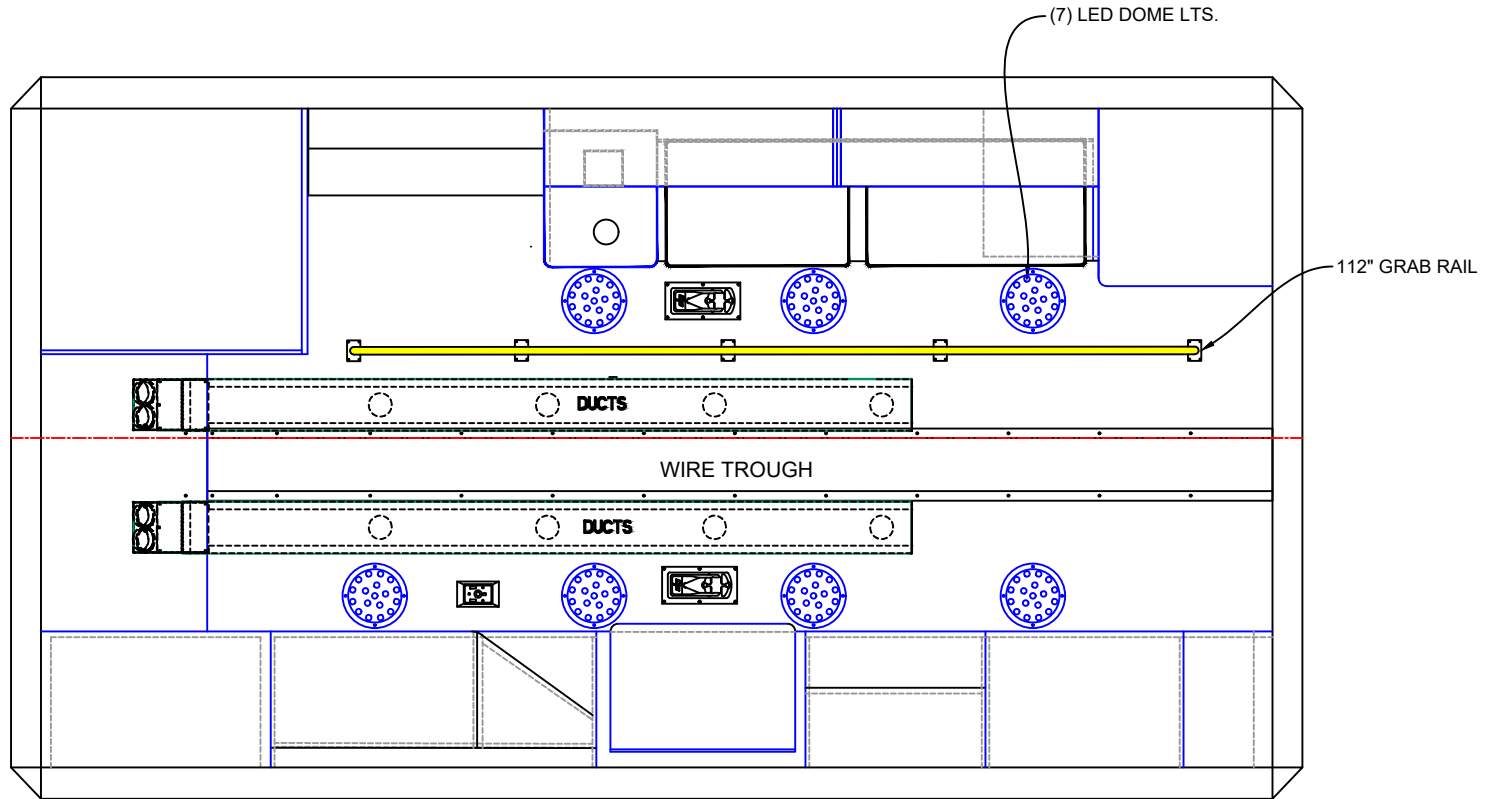 (7) LED DOME LTS.
112" GRAB RAIL
DUCTS
WIRE TROUGH
DUCTS